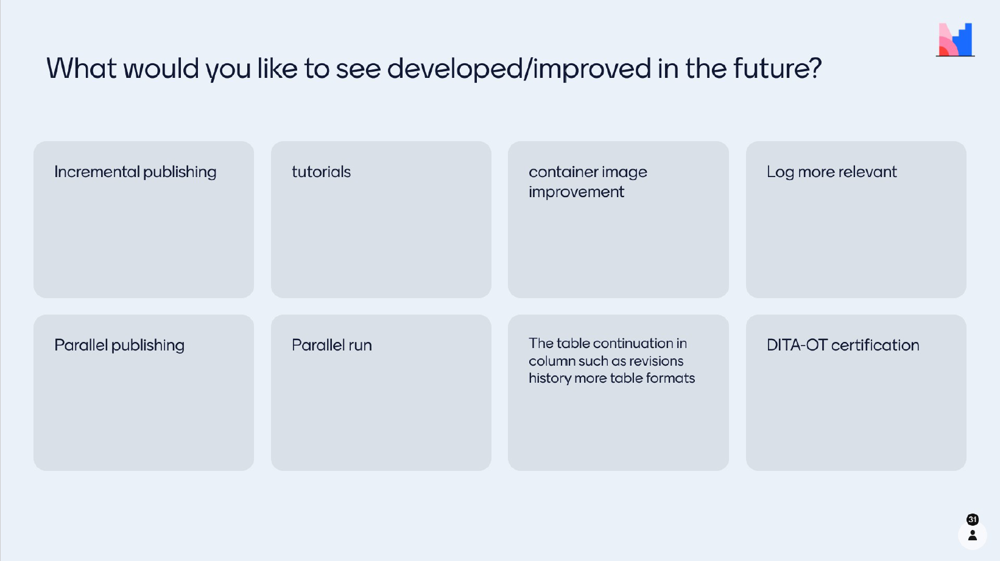 What would you like to see developed/improved in the future?
Incremental publishing
tutorials
container image
improvement
Log more relevant
Parallel publishing
Parallel run
The table continuation in
column such as revisions
history more table formats
DITA-OT certification
31